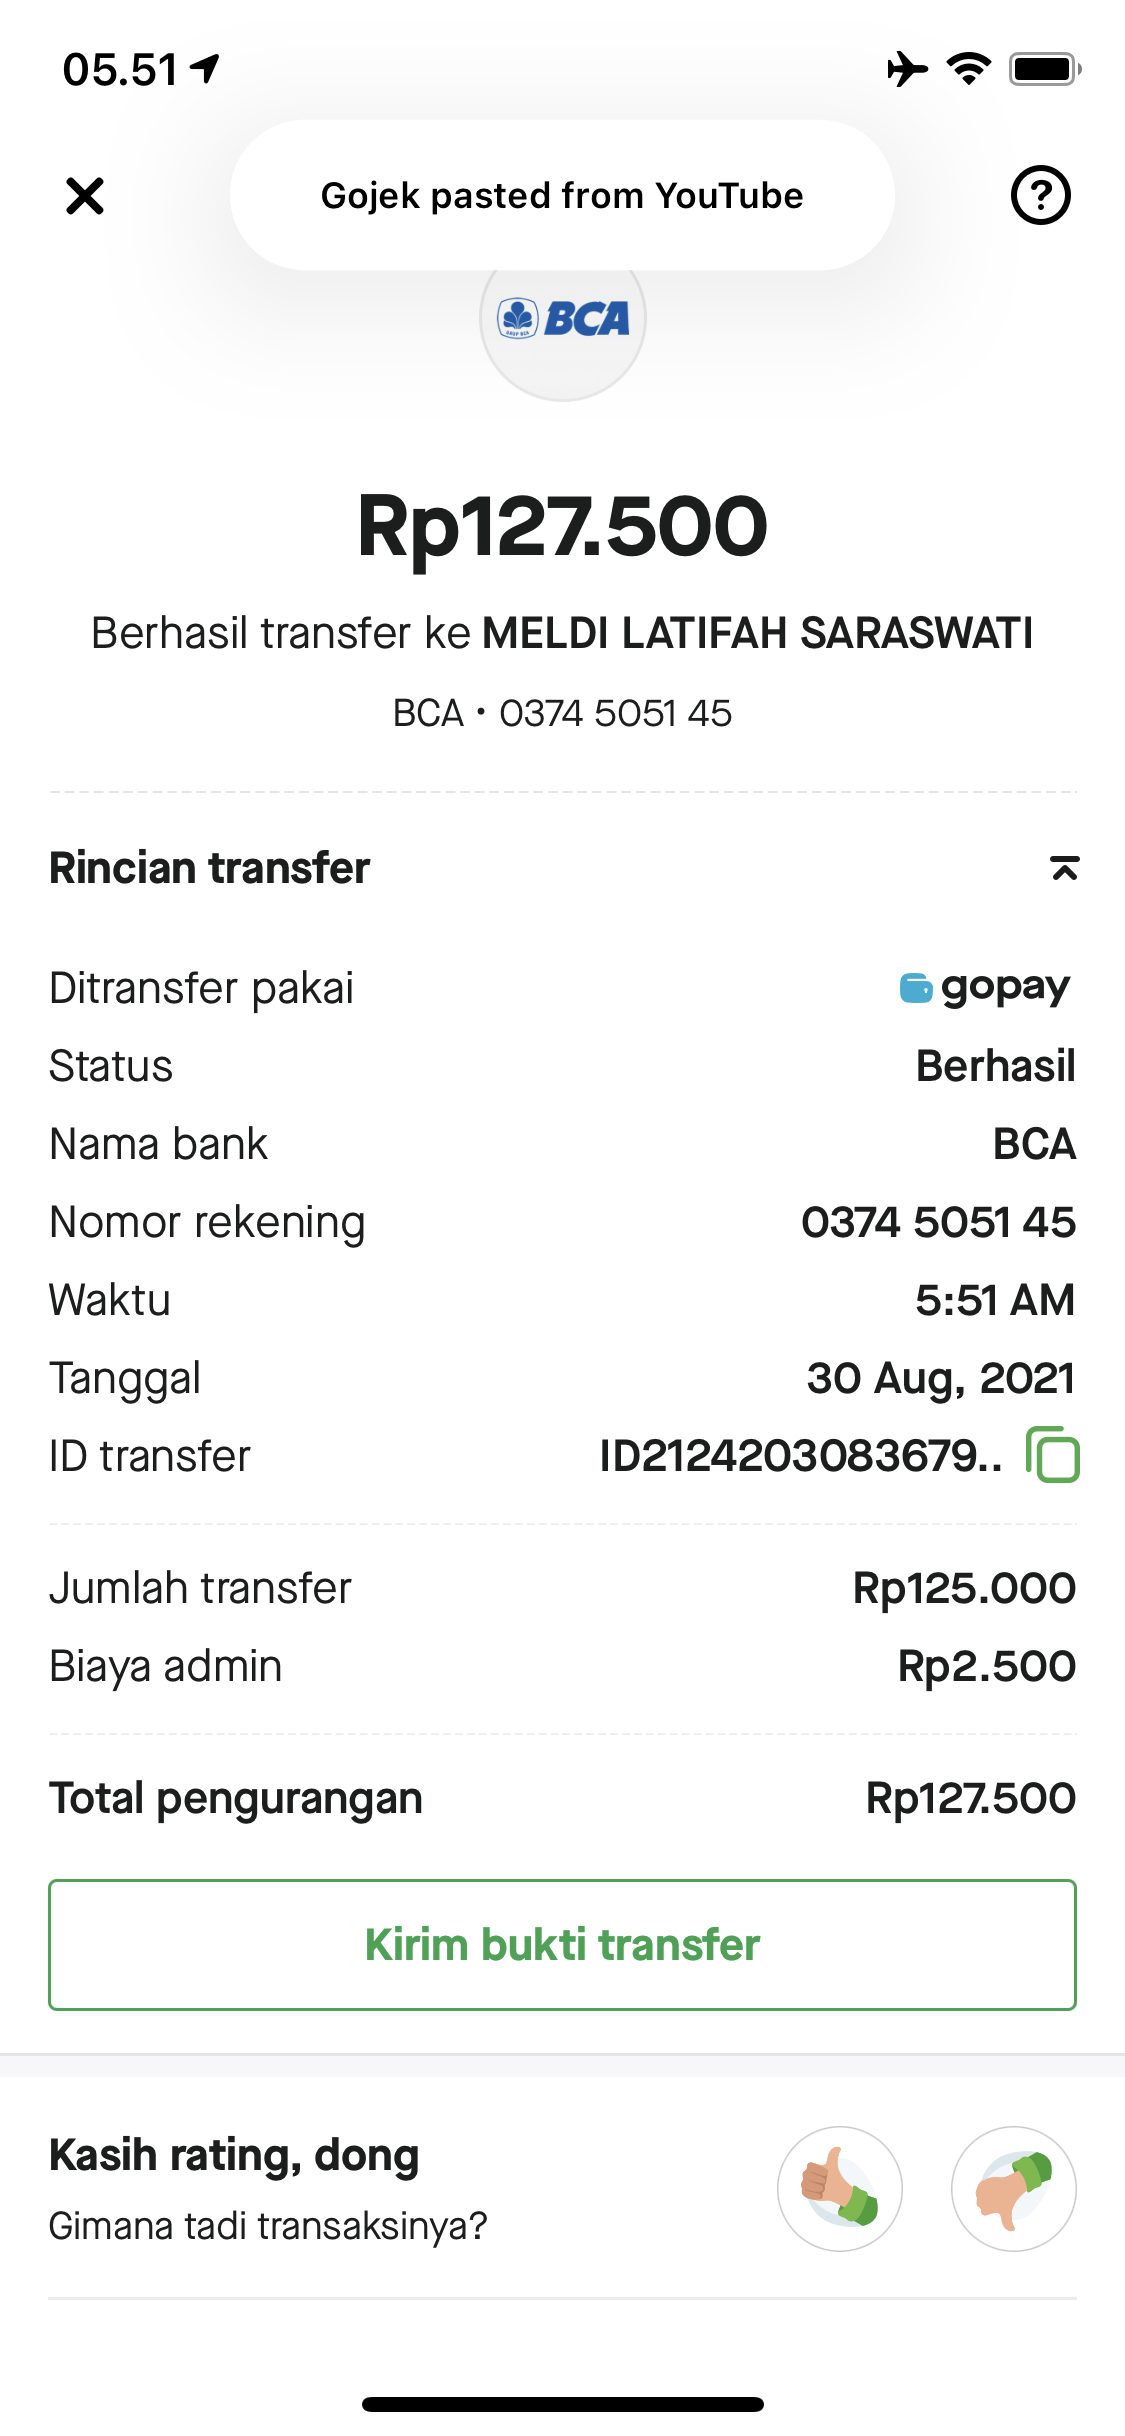 05.51
Gojek pasted from YouTube
BCA
Rp127.500
Berhasil transfer ke MELDI LATIFAH SARASWATI
BCA • 0374 5051 45
Rincian transfer
Ditransfer pakai gopay
Status Berhasil
Nama bank BCA
Nomor rekening 0374 5051 45
Waktu 5:51 AM
Tanggal 30 Aug, 2021
ID transfer ID2124203083679..
Jumlah transfer Rp125.000
Biaya admin Rp2.500
Total pengurangan Rp127.500
Kirim bukti transfer
Kasih rating, dong
Gimana tadi transaksinya?